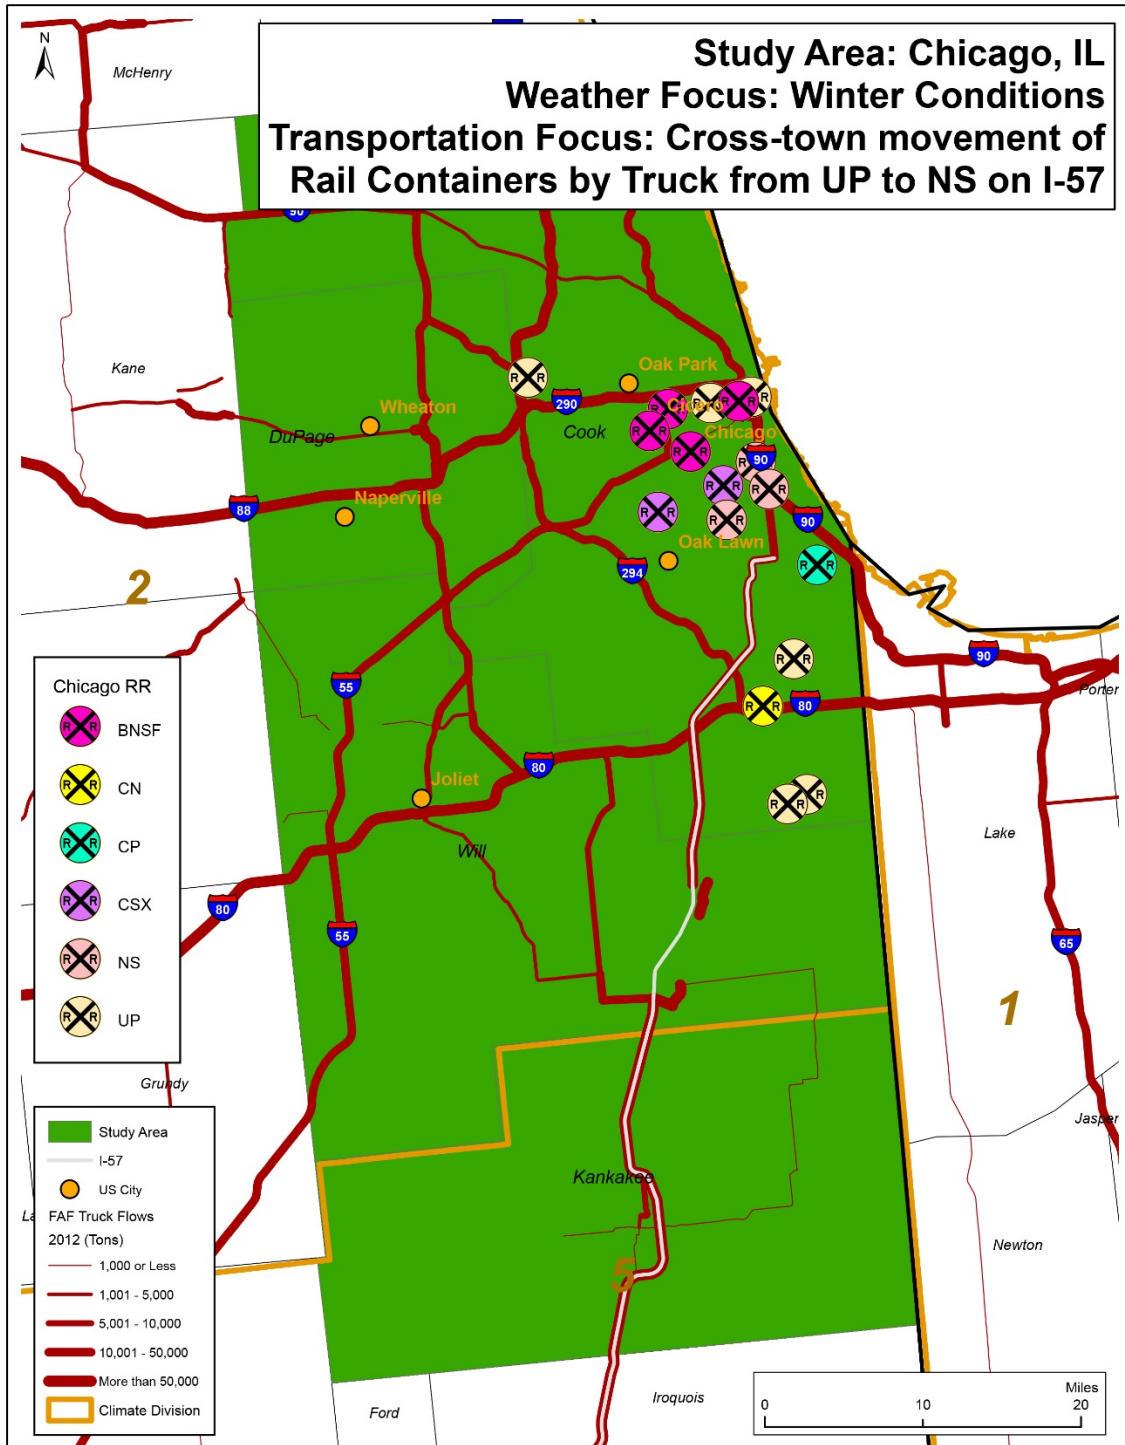 Study Area: Chicago, IL
Weather Focus: Winter Conditions
Transportation Focus: Cross-town movement of
Rail Containers by Truck from UP to NS on I-57
N
McHenry
90
Kane
Oak Park
290
Cicero
Wheaton
DuPage
Cook
Chicago
90
Naperville
88
90
Oak Lawn
294
2
90
55
Porter
80
Chicago RR
R R BNSF
R R CN
R R CP
R R CSX
R R NS
R R UP
80
Joliet
Lake
Will
80
55
65
1
Grundy
Jasper
Kankakee
Newton
5
Study Area
I-57
US City
FAF Truck Flows
2012 (Tons)
1,000 or Less
1,001 - 5,000
5,001 - 10,000
10,001 - 50,000
More than 50,000
Climate Division
Ford
Iroquois
Miles
0 10 20